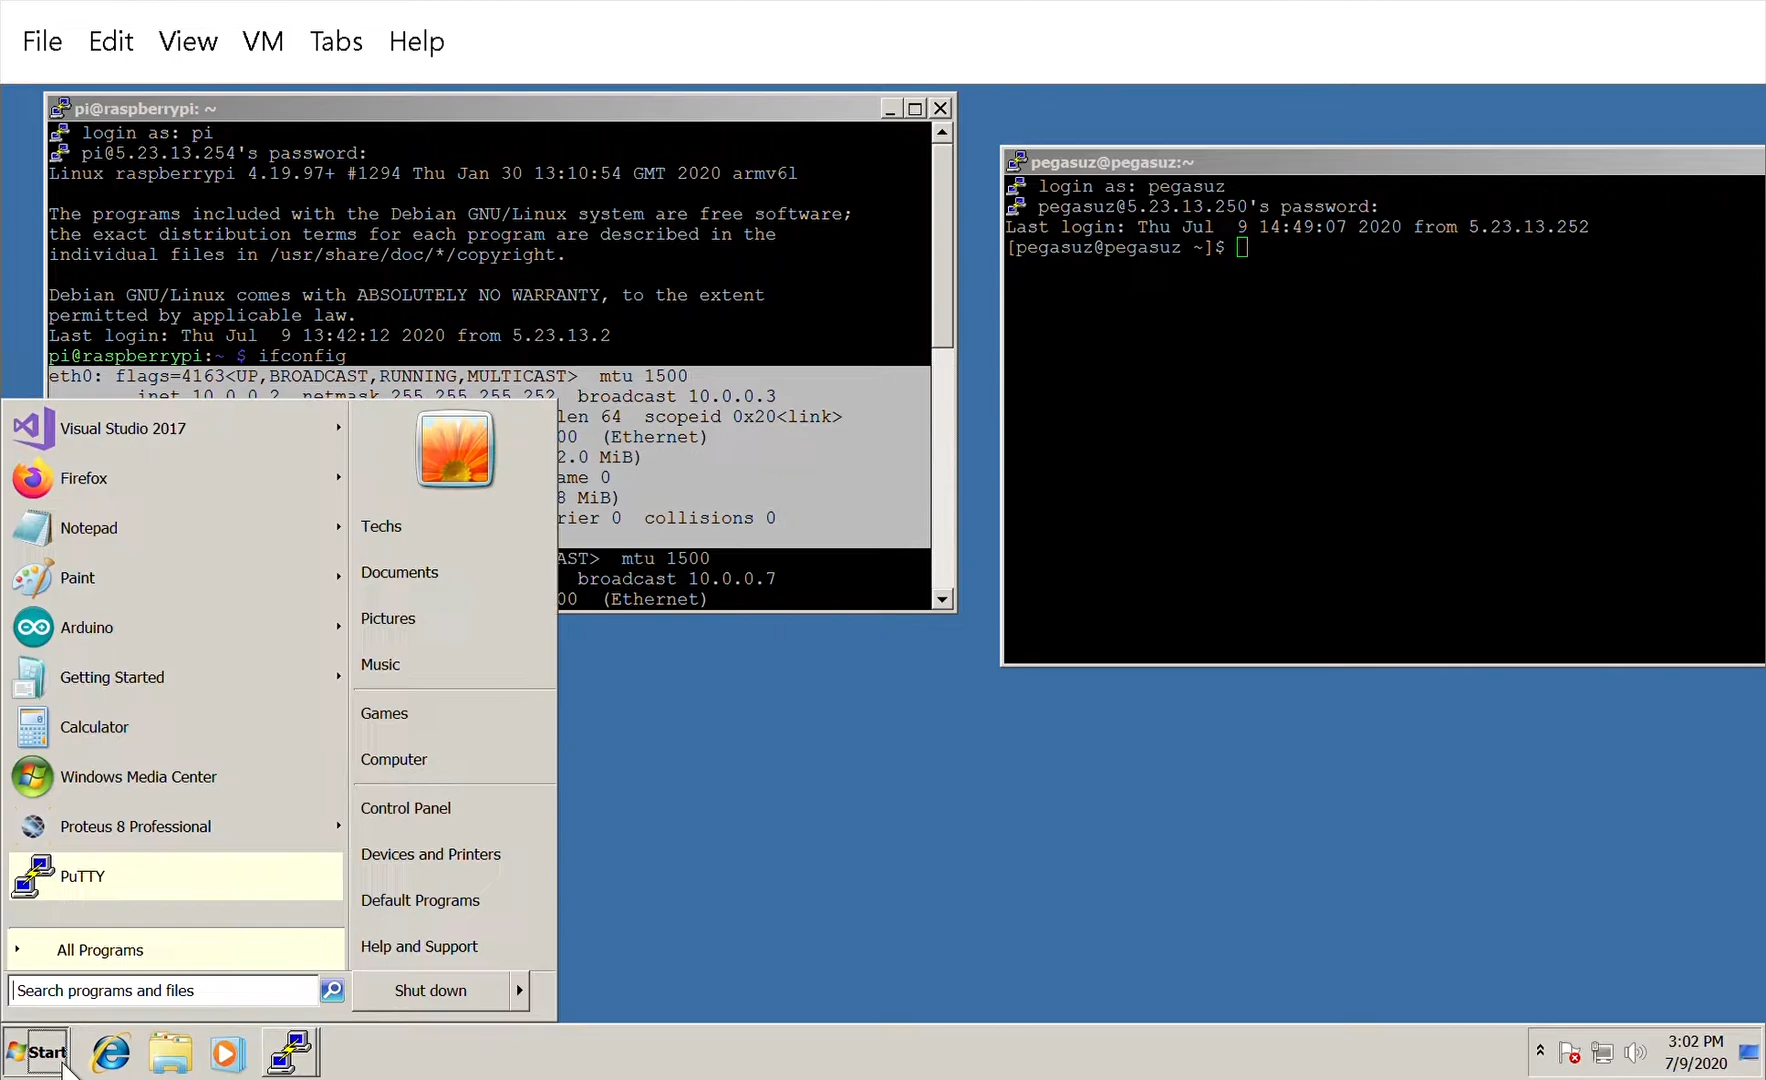 File Edit View VM Tabs Help
pi@raspberrypi: ~
login as: pi
pi@5.23.13.254's password:
Linux raspberrypi 4.19.97+ #1294 Thu Jan 30 13:10:54 GMT 2020 armv6l
The programs included with the Debian GNU/Linux system are free software;
the exact distribution terms for each program are described in the
individual files in /usr/share/doc/*/copyright.
Debian GNU/Linux comes with ABSOLUTELY NO WARRANTY, to the extent
permitted by applicable law.
Last login: Thu Jul  9 13:42:12 2020 from 5.23.13.2
pi@raspberrypi:~ $ ifconfig
eth0: flags=4163<UP,BROADCAST,RUNNING,MULTICAST>  mtu 1500
inet 10.0.0.2  netmask 255.255.255.252  broadcast 10.0.0.3
len 64  scopeid 0x20<link>
00  (Ethernet)
2.0 MiB)
ame 0
8 MiB)
rier 0  collisions 0
AST>  mtu 1500
broadcast 10.0.0.7
00  (Ethernet)
pegasuz@pegasuz:~
login as: pegasuz
pegasuz@5.23.13.250's password:
Last login: Thu Jul  9 14:49:07 2020 from 5.23.13.252
[pegasuz@pegasuz ~]$
Visual Studio 2017
Firefox
Notepad
Paint
Arduino
Getting Started
Calculator
Windows Media Center
Proteus 8 Professional
PuTTY
All Programs
Search programs and files
Techs
Documents
Pictures
Music
Games
Computer
Control Panel
Devices and Printers
Default Programs
Help and Support
Shut down
Start
3:02 PM
7/9/2020